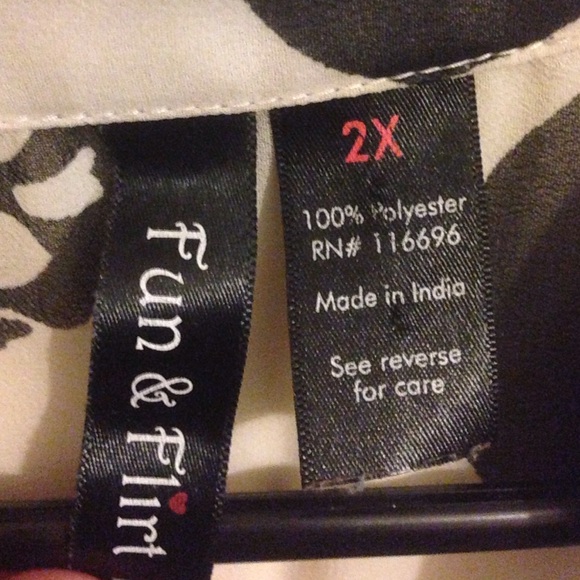 Fun & Flirt
2X
100% Polyester
RN# 116696
Made in India
See reverse
for care